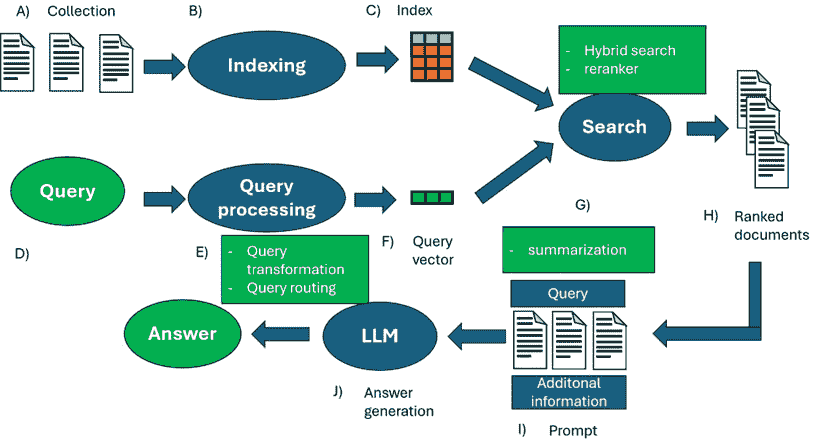 A) Collection
B)
C) Index
Indexing
- Hybrid search
- reranker
Search
Query
Query
processing
D)
E)
F) Query
vector
G)
H) Ranked
documents
- Query
transformation
- Query routing
- summarization
Query
Answer
LLM
J) Answer
generation
Additonal
information
I) Prompt